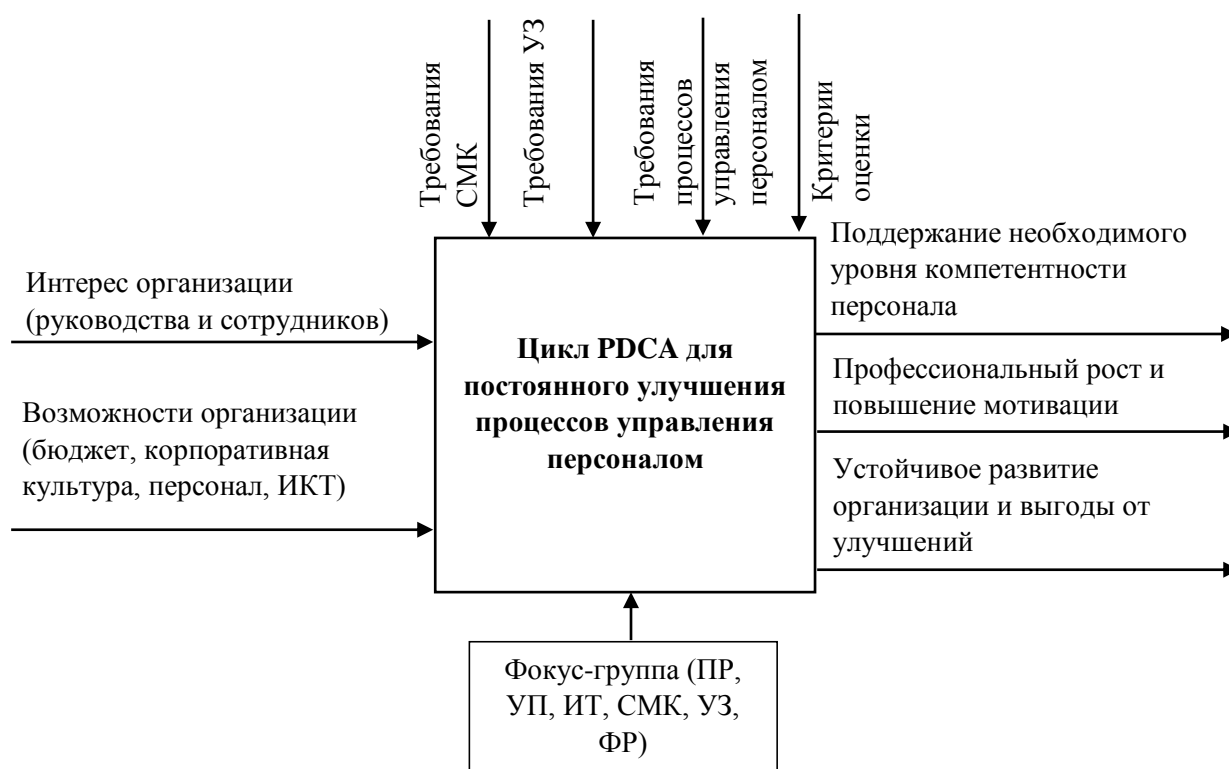 Требования
СМК
Требования УЗ
Требования
процессов
управления
персоналом
Критерии
оценки
Интерес организации
(руководства и сотрудников)
Возможности организации
(бюджет, корпоративная
культура, персонал, ИКТ)
Цикл PDCA для
постоянного улучшения
процессов управления
персоналом
Поддержание необходимого
уровня компетентности
персонала
Профессиональный рост и
повышение мотивации
Устойчивое развитие
организации и выгоды от
улучшений
Фокус-группа (ПР,
УП, ИТ, СМК, УЗ,
ФР)